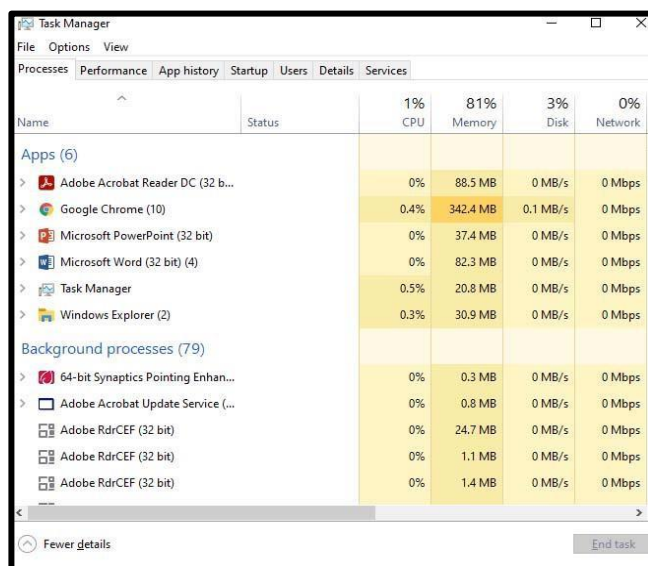 Task Manager
File Options View
Processes Performance App history Startup Users Details Services
1% 81% 3% 0%
Name Status CPU Memory Disk Network
Apps (6)
Adobe Acrobat Reader DC (32 b... 0% 88.5 MB 0 MB/s 0 Mbps
Google Chrome (10) 0.4% 342.4 MB 0.1 MB/s 0 Mbps
Microsoft PowerPoint (32 bit) 0% 37.4 MB 0 MB/s 0 Mbps
Microsoft Word (32 bit) (4) 0% 82.3 MB 0 MB/s 0 Mbps
Task Manager 0.5% 20.8 MB 0 MB/s 0 Mbps
Windows Explorer (2) 0.3% 30.9 MB 0 MB/s 0 Mbps
Background processes (79)
64-bit Synaptics Pointing Enhan... 0% 0.3 MB 0 MB/s 0 Mbps
Adobe Acrobat Update Service (... 0% 0.8 MB 0 MB/s 0 Mbps
Adobe RdrCEF (32 bit) 0% 24.7 MB 0 MB/s 0 Mbps
Adobe RdrCEF (32 bit) 0% 1.1 MB 0 MB/s 0 Mbps
Adobe RdrCEF (32 bit) 0% 1.4 MB 0 MB/s 0 Mbps
Fewer details End task